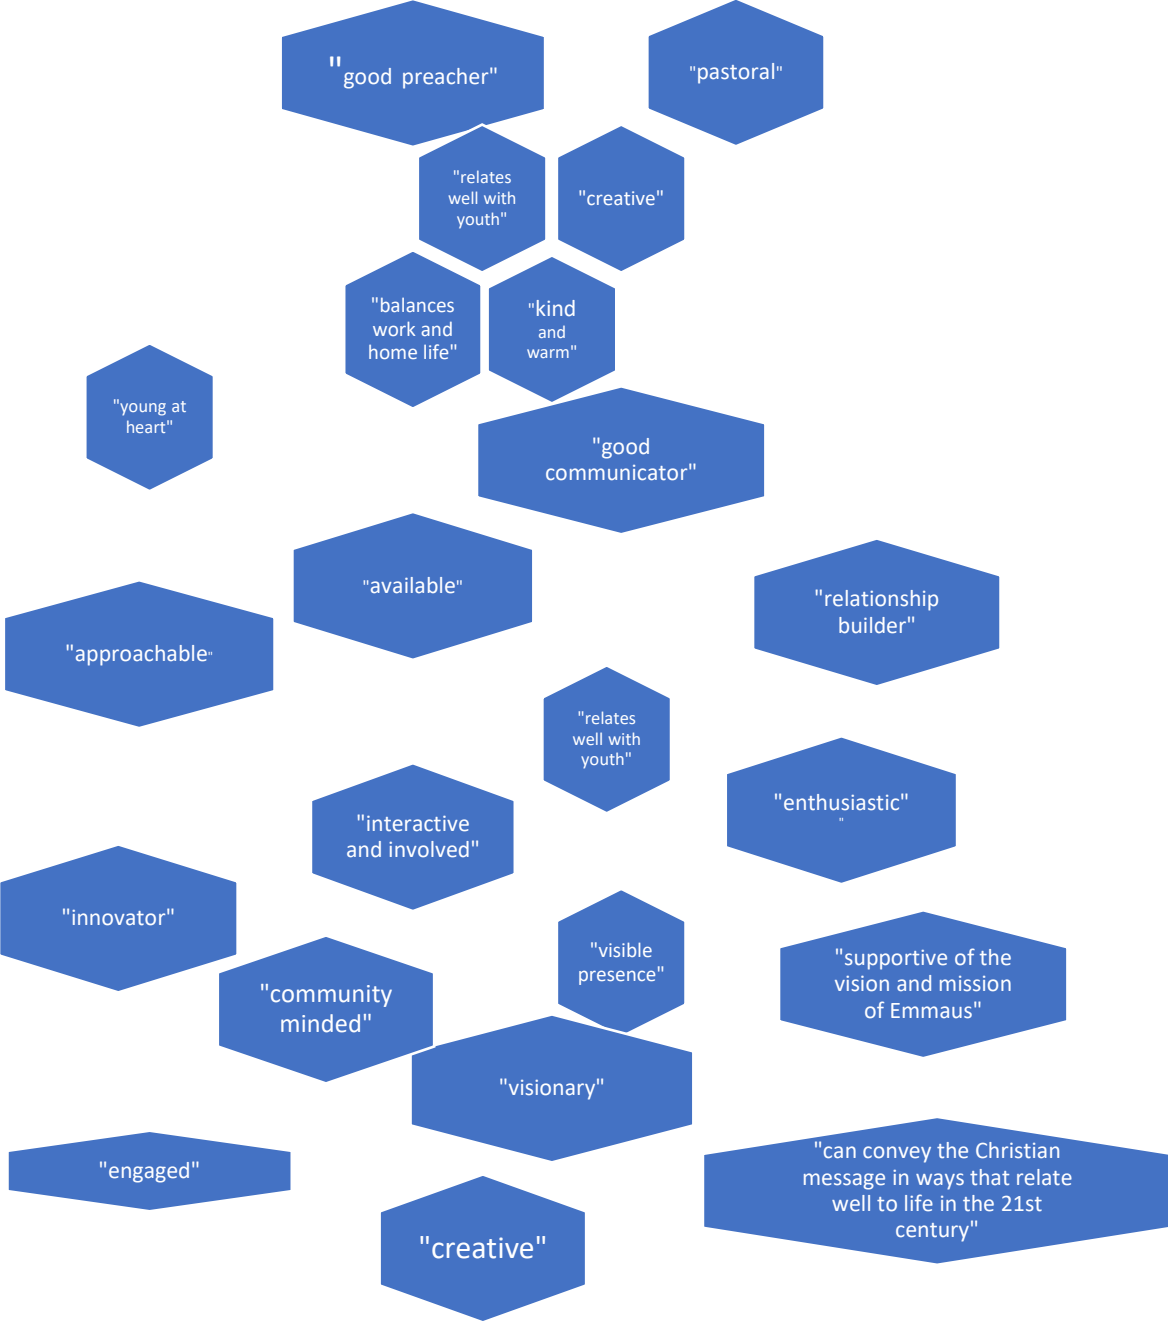 "good preacher"
"pastoral"
"relates
well with
youth"
"creative"
"balances
work and
home life"
"kind
and
warm"
"young at
heart"
"good
communicator"
"available"
"relationship
builder"
"approachable"
"relates
well with
youth"
"enthusiastic"
"
"interactive
and involved"
"innovator"
"visible
presence"
"supportive of the
vision and mission
of Emmaus"
"community
minded"
"visionary"
"engaged"
"can convey the Christian
message in ways that relate
well to life in the 21st
century"
"creative"